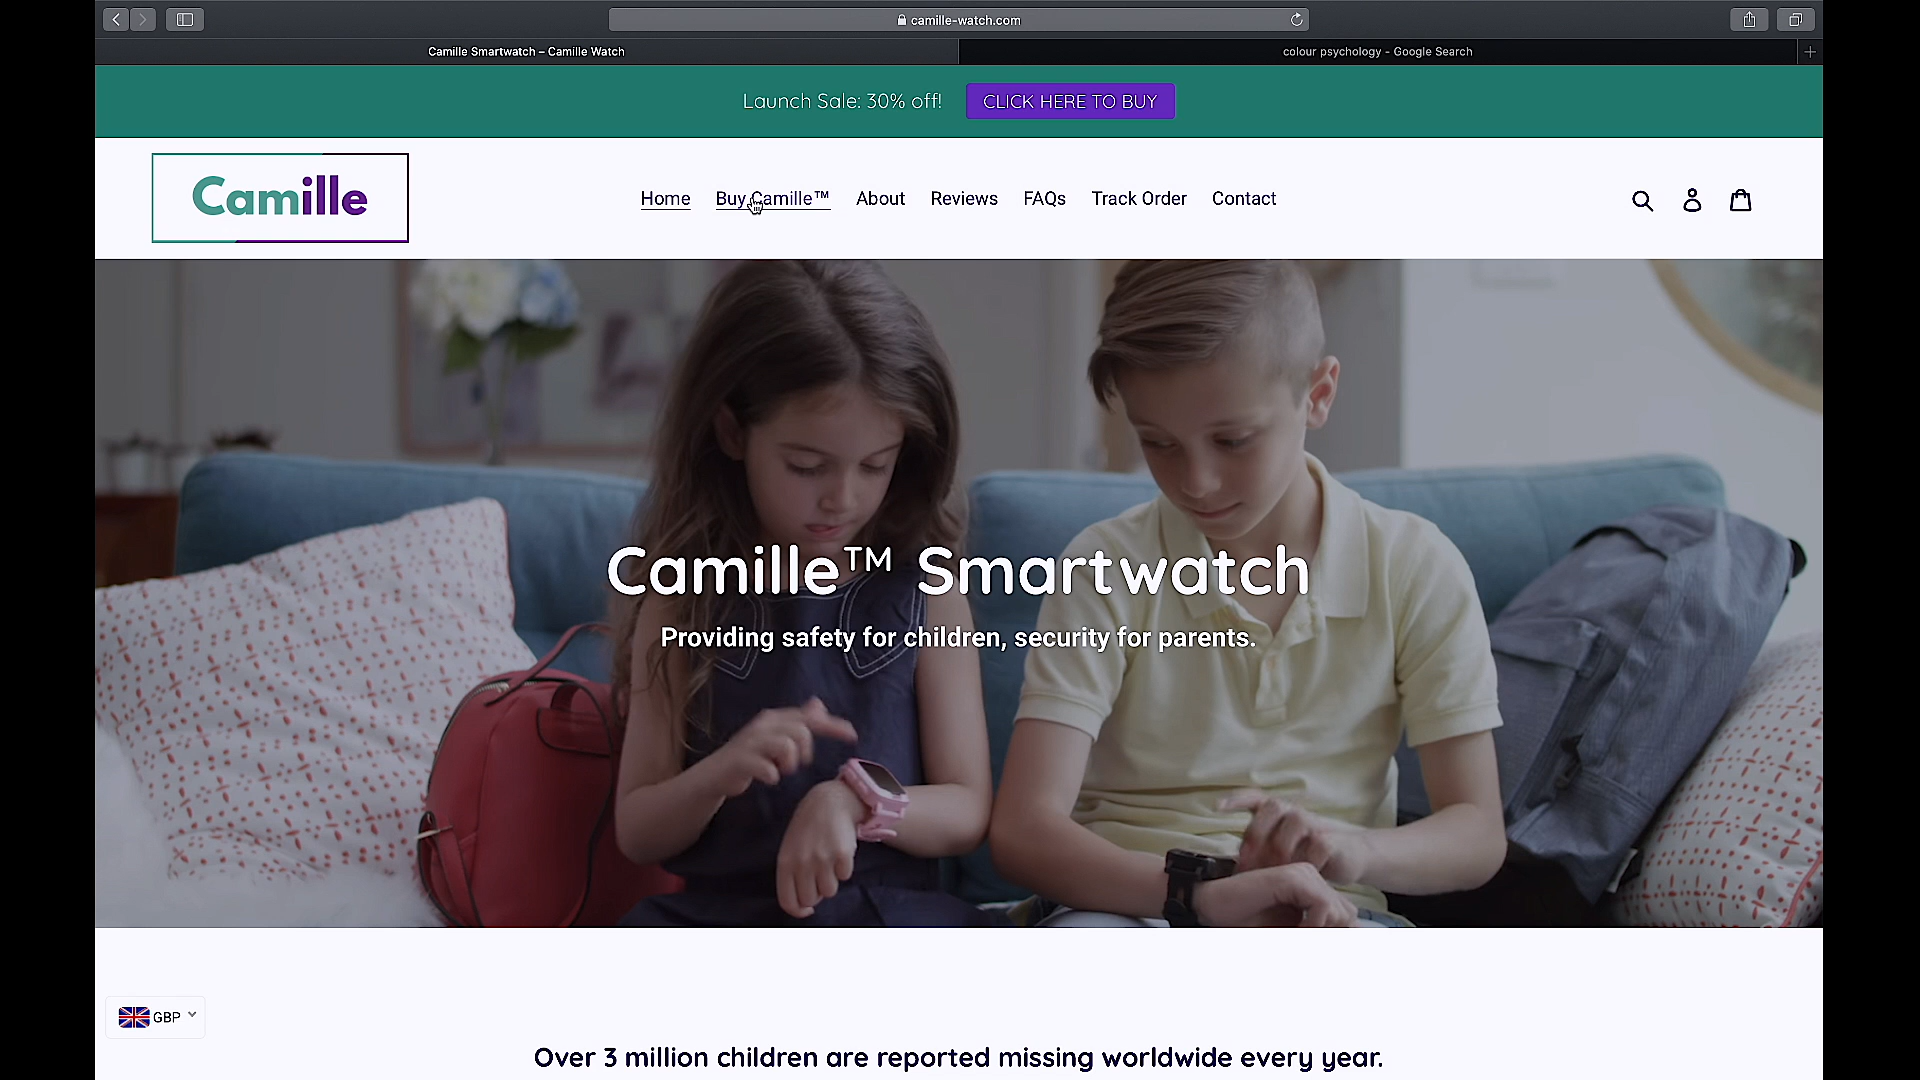 camille-watch.com
Camille Smartwatch – Camille Watch
colour psychology - Google Search
Launch Sale: 30% off!
CLICK HERE TO BUY
Camille
Home
Buy Camille™
About
Reviews
FAQs
Track Order
Contact
Camille™ Smartwatch
Providing safety for children, security for parents.
GBP
Over 3 million children are reported missing worldwide every year.